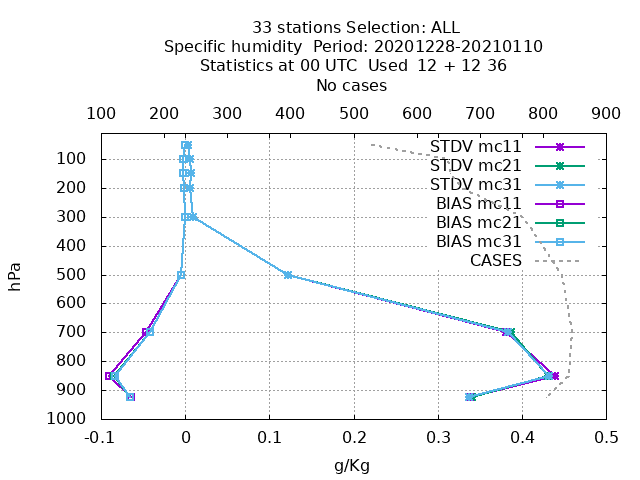 33 stations Selection: ALL
Specific humidity  Period: 20201228-20210110
Statistics at 00 UTC  Used  12 + 12 36
No cases
100 200 300 400 500 600 700 800 900
STDV mc11
STDV mc21
STDV mc31
BIAS mc11
BIAS mc21
BIAS mc31
CASES
hPa
100
200
300
400
500
600
700
800
900
1000
-0.1 0 0.1 0.2 0.3 0.4 0.5
g/Kg